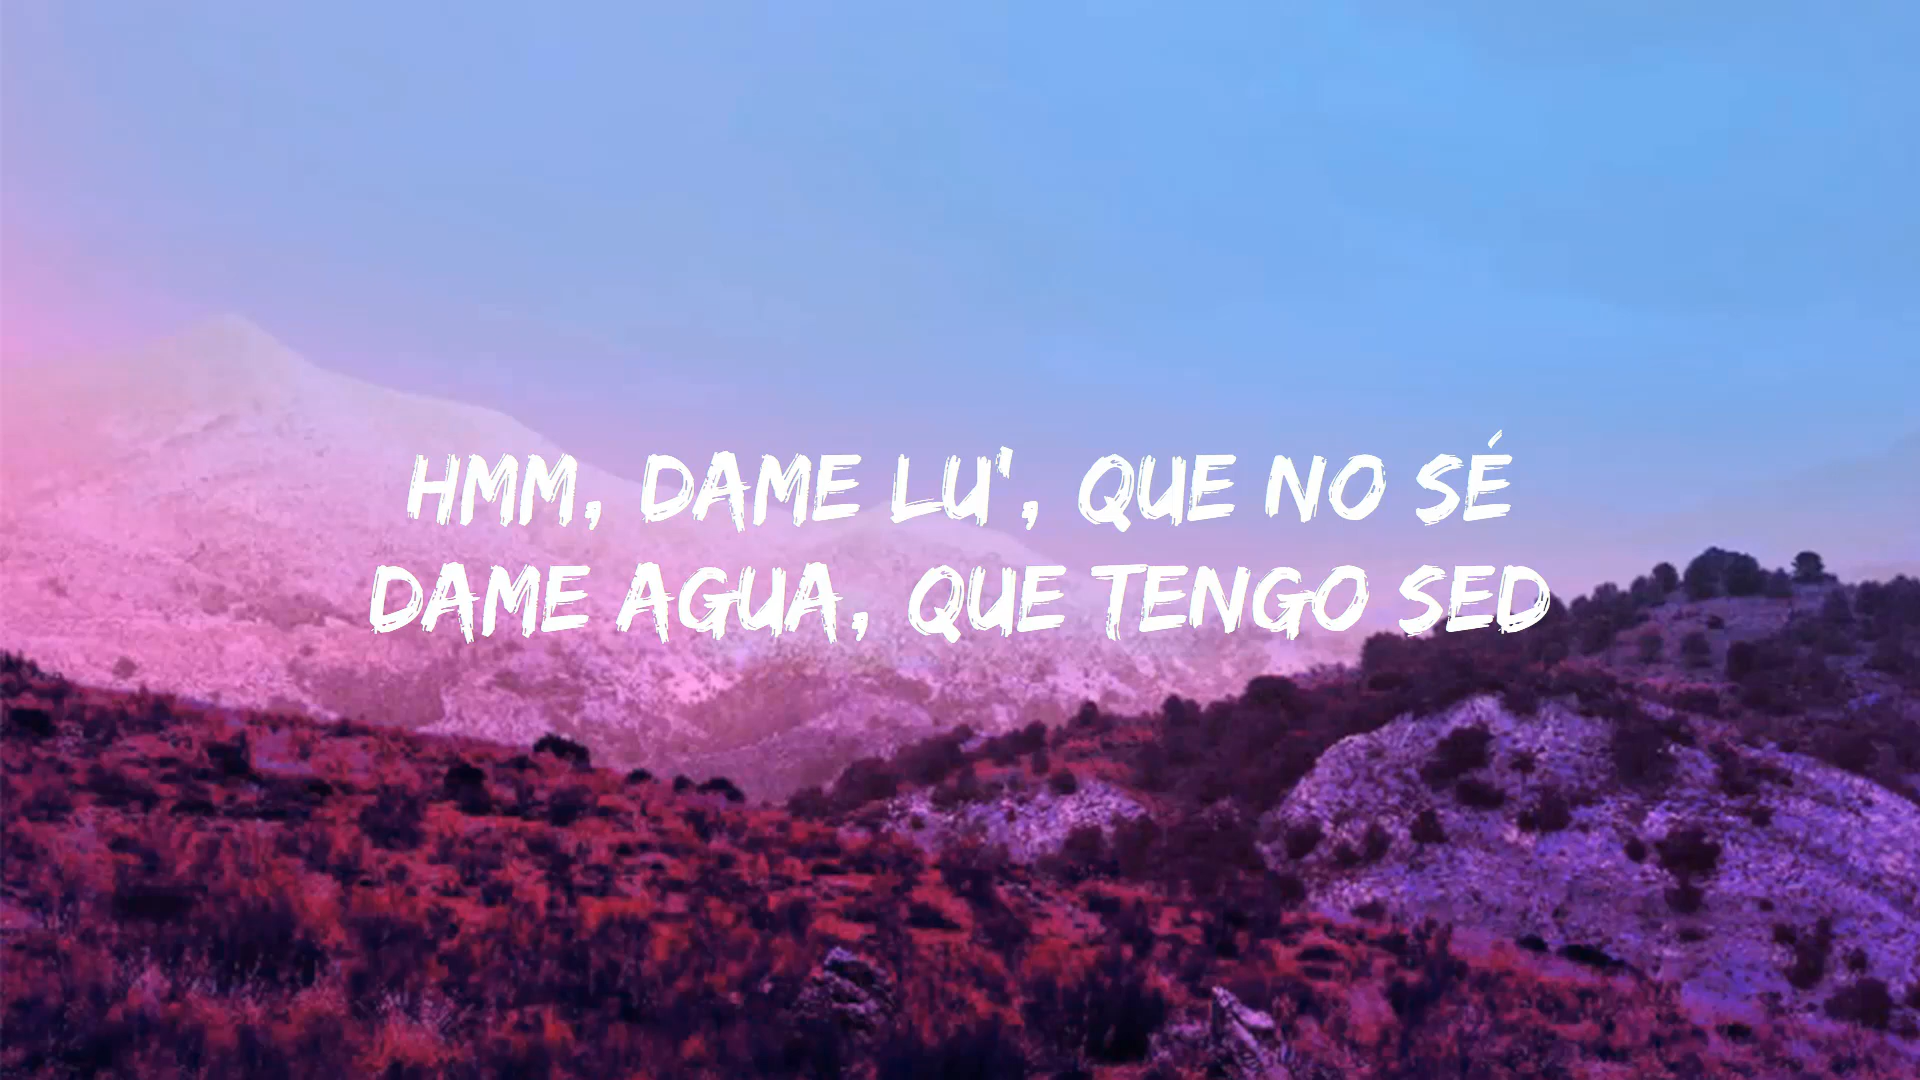 HMM, DAME LU', QUE NO SÉ
DAME AGUA, QUE TENGO SED